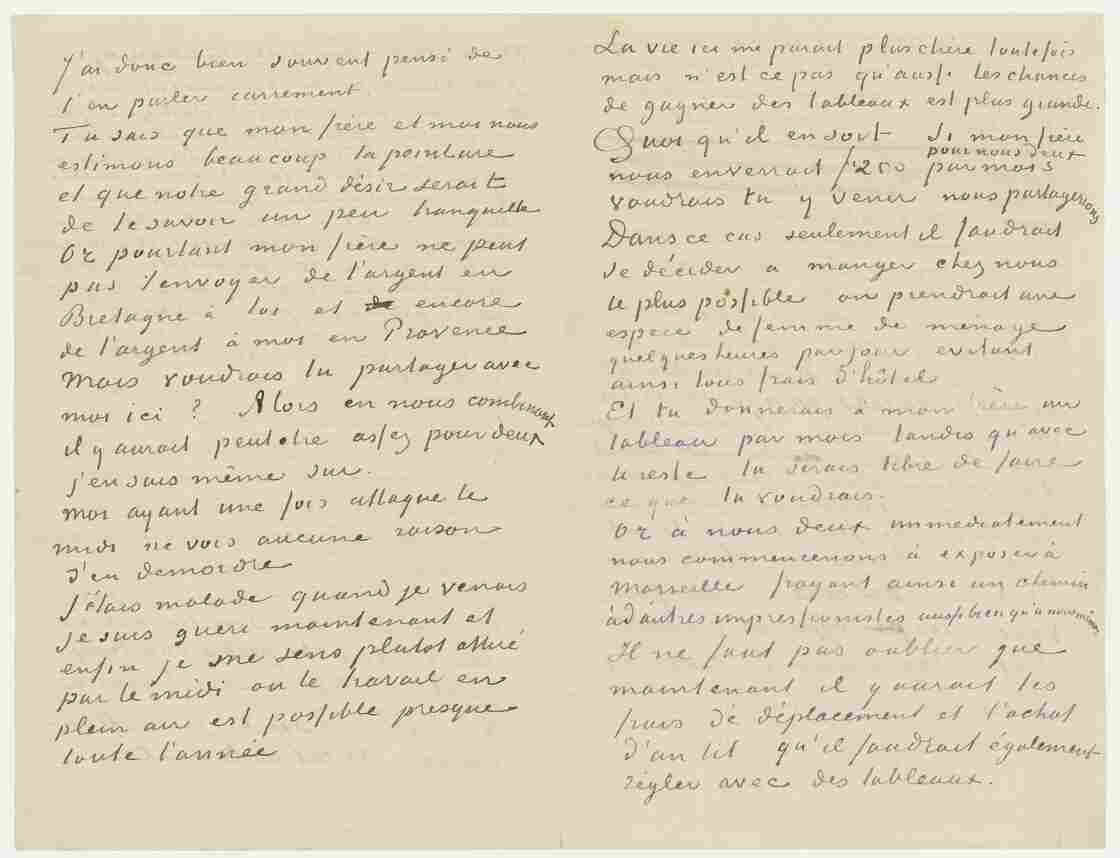 J'ai donc bien souvent pensé de
t'en parler carrement.
Tu sais que mon frère et moi nous
estimons beaucoup ta peinture
et que notre grand désir serait
de te savoir un peu tranquille
Or pourtant mon frère ne peut
pas t'envoyer de l'argent en
Bretagne à toi et de encore
de l'argent à moi en Provence
Mais voudrais tu partager avec
moi ici ? Alors en nous combinant
il y aurait peutetre assez pour deux
j'en suis même sur.
Moi ayant une fois attaqué le
midi ne vois aucune raison
d'en demordre
J'étais malade quand je venais
je suis gueri maintenant et
enfin je me sens plutot attiré
par le midi ou le travail en
plein air est possible presque
toute l'année
La vie ici me parait plus chère toutefois
mais n'est ce pas qu'aussi les chances
de gagner des tableaux est plus grande.
Quoi qu'il en soit Si mon frère
pour nous deux
nous enverrait f 250 par mois
voudrais tu y venir nous partagerions
Dans ce cas seulement il faudrait
se décider a manger chez nous
le plus possible on prendrait une
espece de femme de ménage
quelques heures par jour evitant
ainsi tous frais d'hôtel
Et tu donnerais à mon frère un
tableau par mois tandis qu'avec
le reste tu serais libre de faire
ce que tu voudrais.
Or à nous deux immediatement
nous commencerions à exposer à
Marseille frayant ainsi un chemin
à d'autres impressionistes aussi bien qu'à nous mêmes
Il ne faut pas oublier que
maintenant il y aurait les
frais de déplacement et l'achat
d'un lit qu'il faudrait également
régler avec des tableaux.